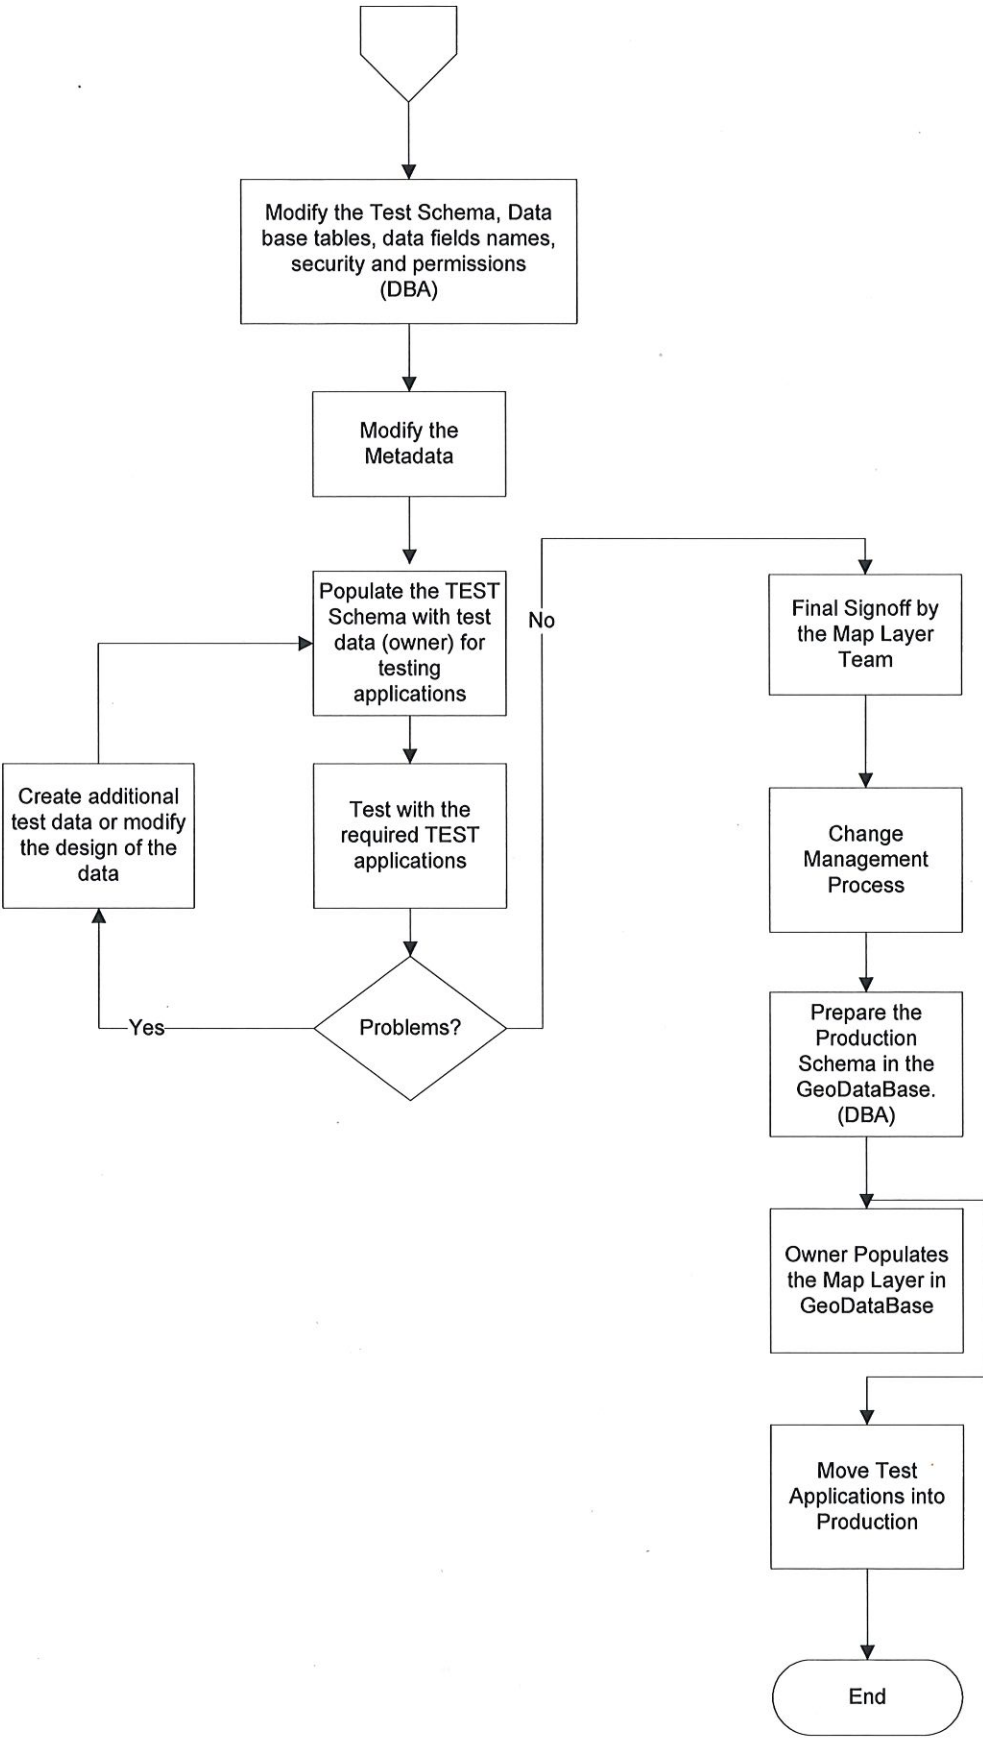 Modify the Test Schema, Data
base tables, data fields names,
security and permissions
(DBA)
Modify the
Metadata
Populate the TEST
Schema with test
data (owner) for
testing
applications
No
Final Signoff by
the Map Layer
Team
Create additional
test data or modify
the design of the
data
Test with the
required TEST
applications
Change
Management
Process
Yes
Problems?
Prepare the
Production
Schema in the
GeoDataBase.
(DBA)
Owner Populates
the Map Layer in
GeoDataBase
Move Test
Applications into
Production
End